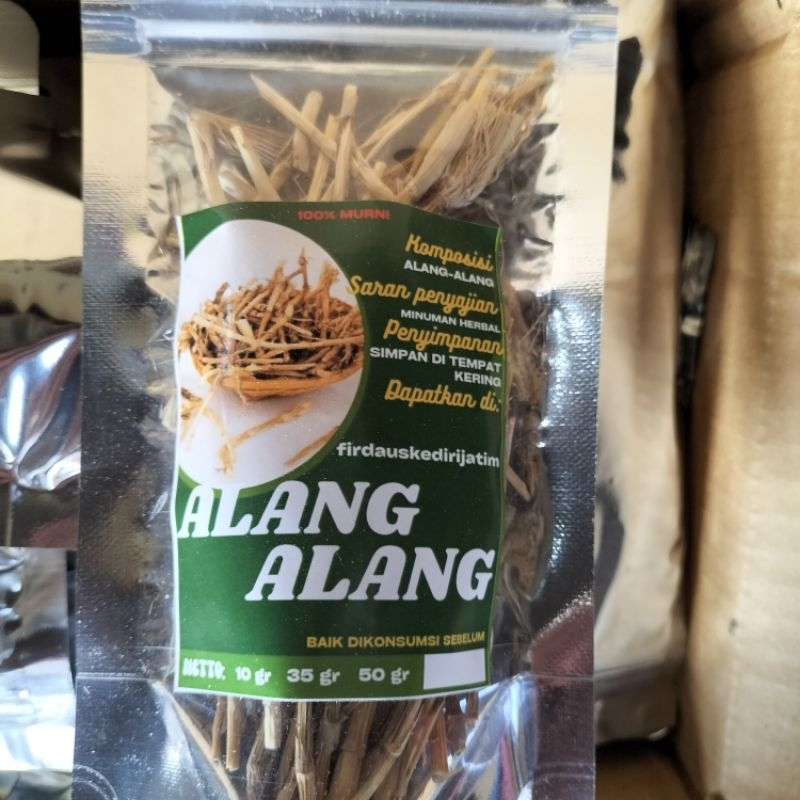 100% MURNI
Komposisi
ALANG-ALANG
Saran penyajian
MINUMAN HERBAL
Penyimpanan
SIMPAN DI TEMPAT
KERING
Dapatkan di:
firdauskedirijatim
ALANG
ALANG
BAIK DIKONSUMSI SEBELUM
NETTO: 10 gr 35 gr 50 gr